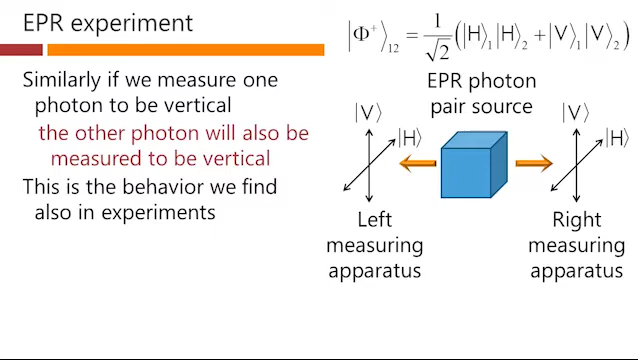 EPR experiment
|Φ⁺⟩₁₂ = 1/√2 (|H⟩₁|H⟩₂ + |V⟩₁|V⟩₂)
Similarly if we measure one
photon to be vertical
the other photon will also be
measured to be vertical
This is the behavior we find
also in experiments
EPR photon
pair source
|V⟩
|H⟩
|V⟩
|H⟩
Left
measuring
apparatus
Right
measuring
apparatus